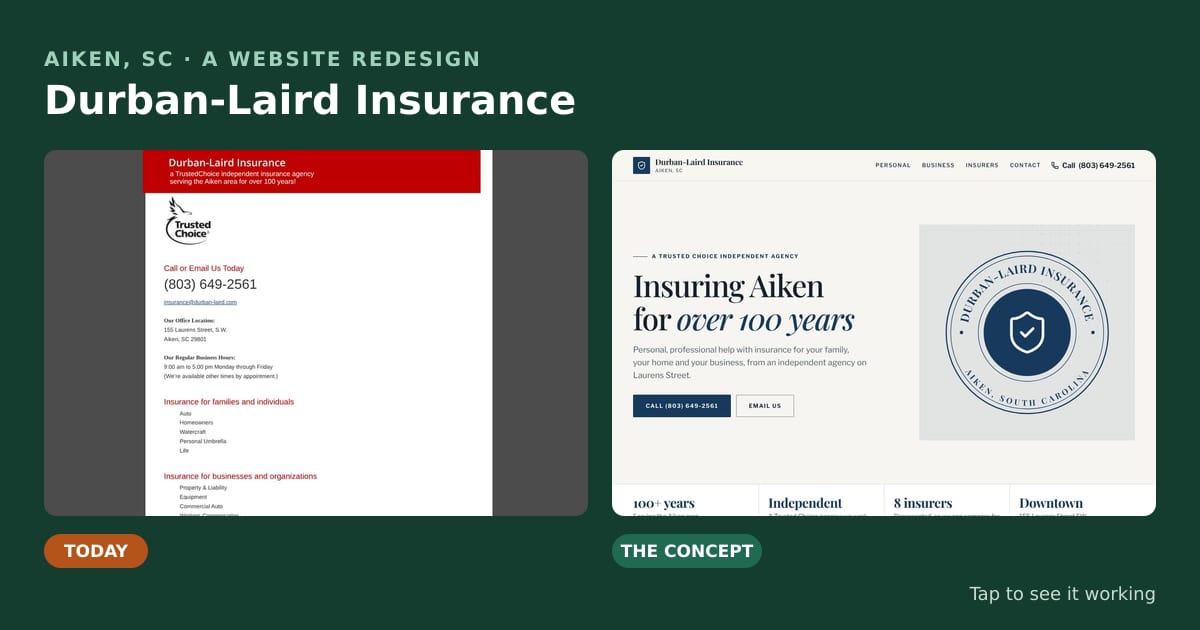 AIKEN, SC · A WEBSITE REDESIGN
Durban-Laird Insurance
Durban-Laird Insurance
a TrustedChoice independent insurance agency
serving the Aiken area for over 100 years!
Trusted
Choice®
Call or Email Us Today
(803) 649-2561
insurance@durban-laird.com
Our Office Location:
155 Laurens Street, S.W.
Aiken, SC 29801
Our Regular Business Hours:
9:00 am to 5:00 pm Monday through Friday
(We're available other times by appointment.)
Insurance for families and individuals
Auto
Homeowners
Watercraft
Personal Umbrella
Life
Insurance for businesses and organizations
Property & Liability
Equipment
Commercial Auto
TODAY
Durban-Laird Insurance
AIKEN, SC
PERSONAL BUSINESS INSURERS CONTACT Call (803) 649-2561
A TRUSTED CHOICE INDEPENDENT AGENCY
Insuring Aiken
for over 100 years
Personal, professional help with insurance for your family,
your home and your business, from an independent agency on
Laurens Street.
CALL (803) 649-2561 EMAIL US
DURBAN-LAIRD INSURANCE
AIKEN, SOUTH CAROLINA
100+ years Independent 8 insurers Downtown
THE CONCEPT
Tap to see it working